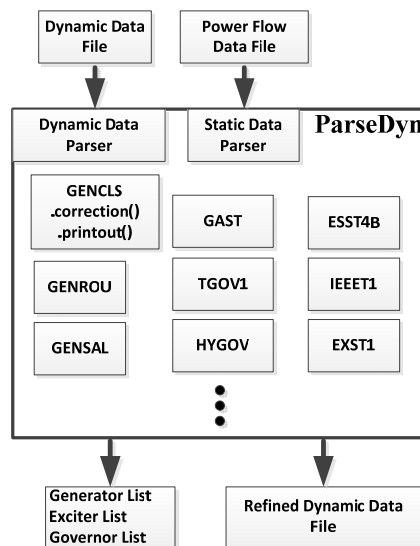 Dynamic Data
File
Power Flow
Data File
Dynamic Data
Parser
Static Data
Parser
ParseDyn
GENCLS
.correction()
.printout()
GAST
ESST4B
GENROU
TGOV1
IEEET1
GENSAL
HYGOV
EXST1
Generator List
Exciter List
Governor List
Refined Dynamic Data
File